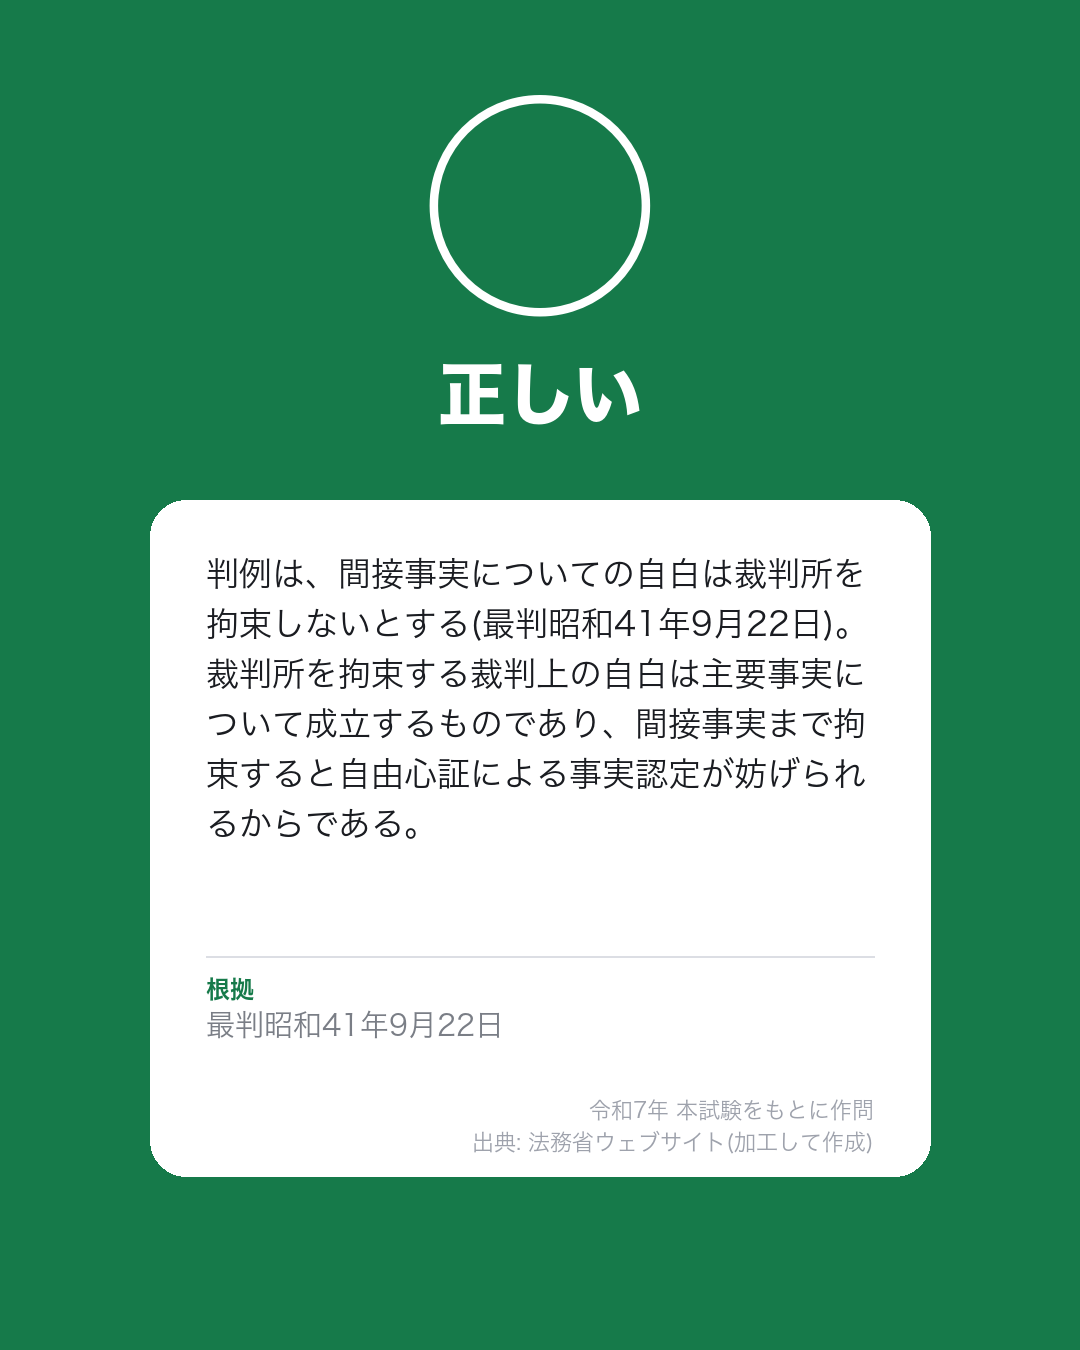 正しい
判例は、間接事実についての自白は裁判所を
拘束しないとする(最判昭和41年9月22日)。
裁判所を拘束する裁判上の自白は主要事実に
ついて成立するものであり、間接事実まで拘
束すると自由心証による事実認定が妨げられ
るからである。
根拠
最判昭和41年9月22日
令和7年 本試験をもとに作問
出典: 法務省ウェブサイト(加工して作成)